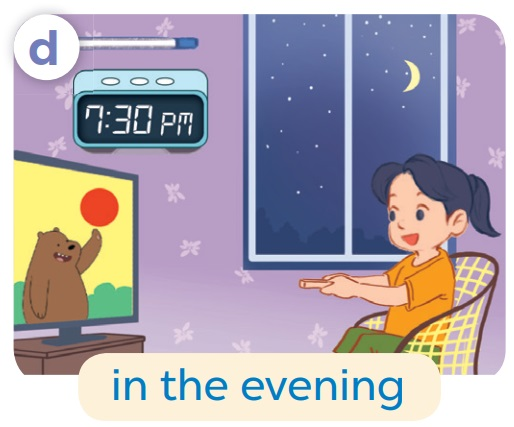 d
7:30 PM
in the evening